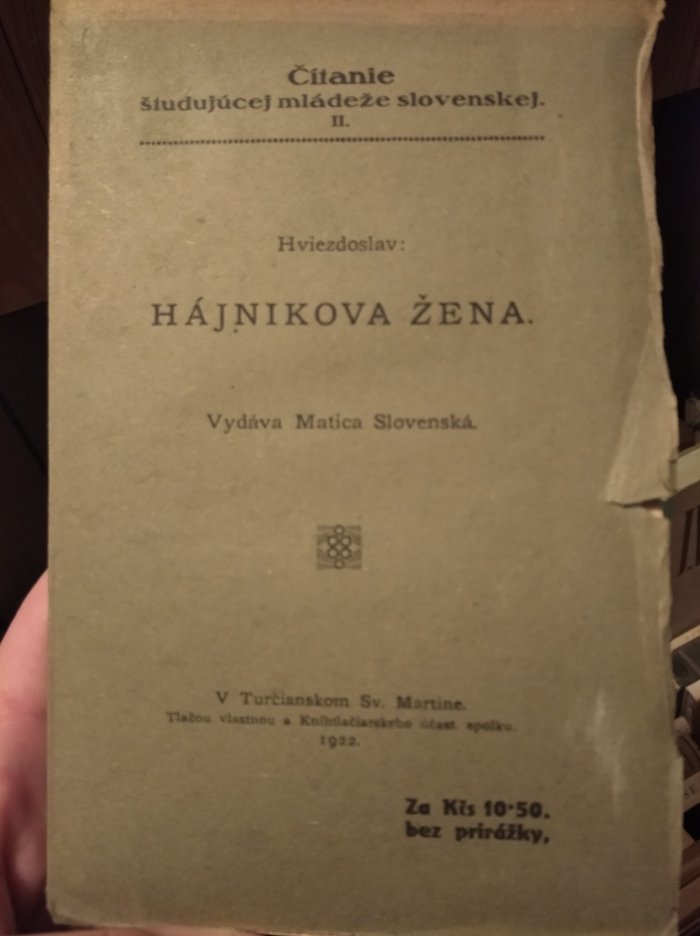 Čítanie
študujúcej mládeže slovenskej.
II.
Hviezdoslav:
HÁJNIKOVA ŽENA.
Vydáva Matica Slovenská.
V Turčianskom Sv. Martine.
Tlačou vlastnou a Kníhtlačiarskeho účast. spolku.
1922.
Za Kčs 10·50.
bez prirážky,